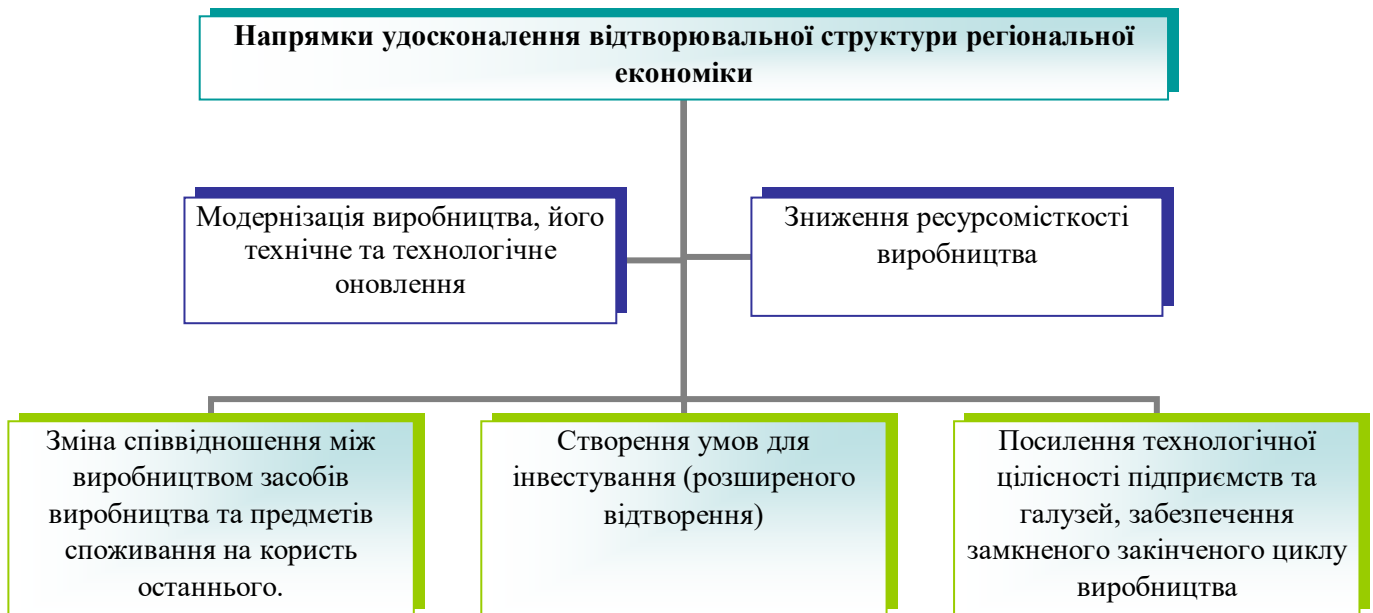 Напрямки удосконалення відтворювальної структури регіональної
економіки
Модернізація виробництва, його
технічне та технологічне
оновлення
Зниження ресурсомісткості
виробництва
Зміна співвідношення між
виробництвом засобів
виробництва та предметів
споживання на користь
останнього.
Створення умов для
інвестування (розширеного
відтворення)
Посилення технологічної
цілісності підприємств та
галузей, забезпечення
замкненого закінченого циклу
виробництва